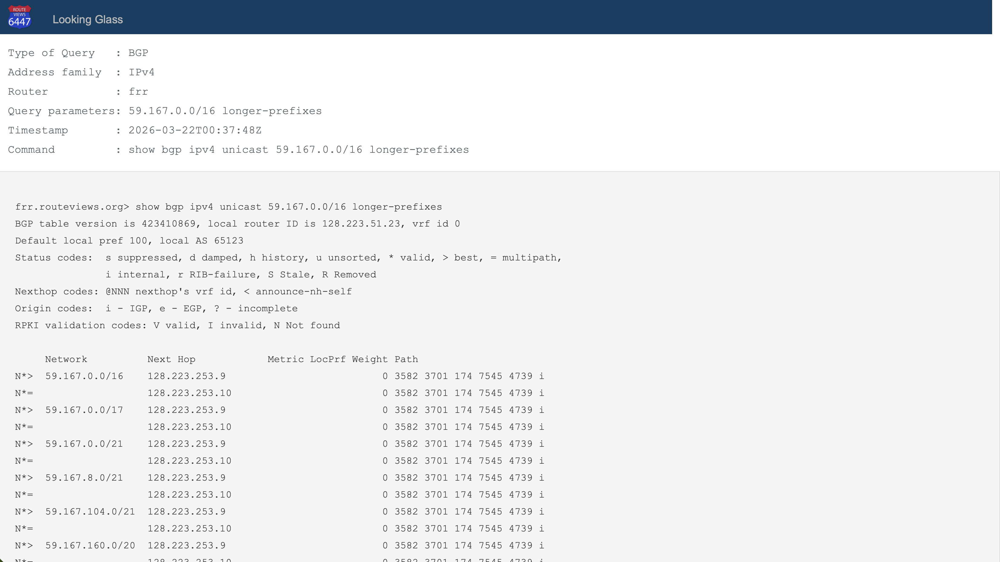 ROUTE
VIEWS
6447
Looking Glass
Type of Query   : BGP
Address family  : IPv4
Router          : frr
Query parameters: 59.167.0.0/16 longer-prefixes
Timestamp       : 2026-03-22T00:37:48Z
Command         : show bgp ipv4 unicast 59.167.0.0/16 longer-prefixes
frr.routeviews.org> show bgp ipv4 unicast 59.167.0.0/16 longer-prefixes
BGP table version is 423410869, local router ID is 128.223.51.23, vrf id 0
Default local pref 100, local AS 65123
Status codes:  s suppressed, d damped, h history, u unsorted, * valid, > best, = multipath,
               i internal, r RIB-failure, S Stale, R Removed
Nexthop codes: @NNN nexthop's vrf id, < announce-nh-self
Origin codes:  i - IGP, e - EGP, ? - incomplete
RPKI validation codes: V valid, I invalid, N Not found
     Network          Next Hop            Metric LocPrf Weight Path
N*>  59.167.0.0/16    128.223.253.9                          0 3582 3701 174 7545 4739 i
N*=                   128.223.253.10                         0 3582 3701 174 7545 4739 i
N*>  59.167.0.0/17    128.223.253.9                          0 3582 3701 174 7545 4739 i
N*=                   128.223.253.10                         0 3582 3701 174 7545 4739 i
N*>  59.167.0.0/21    128.223.253.9                          0 3582 3701 174 7545 4739 i
N*=                   128.223.253.10                         0 3582 3701 174 7545 4739 i
N*>  59.167.8.0/21    128.223.253.9                          0 3582 3701 174 7545 4739 i
N*=                   128.223.253.10                         0 3582 3701 174 7545 4739 i
N*>  59.167.104.0/21  128.223.253.9                          0 3582 3701 174 7545 4739 i
N*=                   128.223.253.10                         0 3582 3701 174 7545 4739 i
N*>  59.167.160.0/20  128.223.253.9                          0 3582 3701 174 7545 4739 i
N*=                   128.223.253.10                         0 3582 3701 174 7545 4739 i